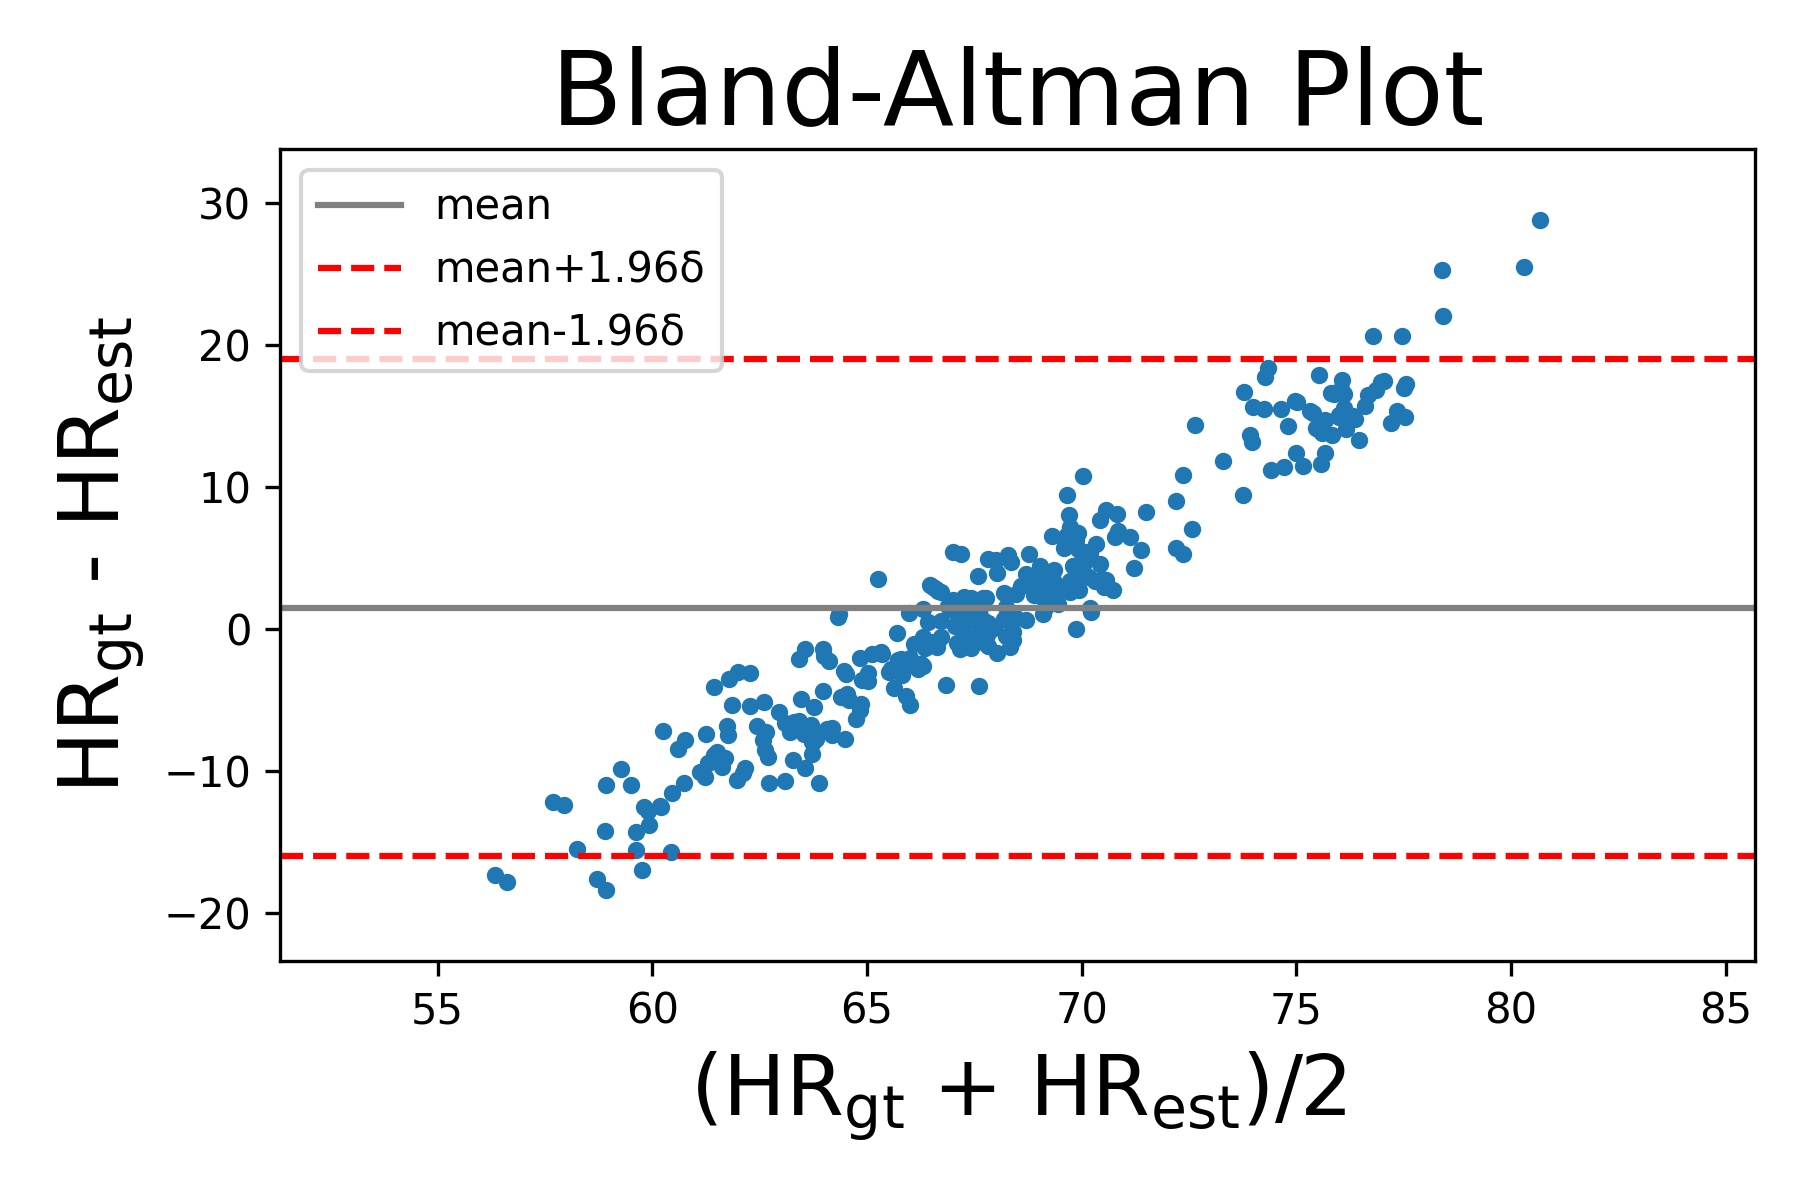 Bland-Altman Plot
mean
mean+1.96δ
mean-1.96δ
HRgt - HRest
30
20
10
0
−10
−20
55 60 65 70 75 80 85
(HRgt + HRest)/2